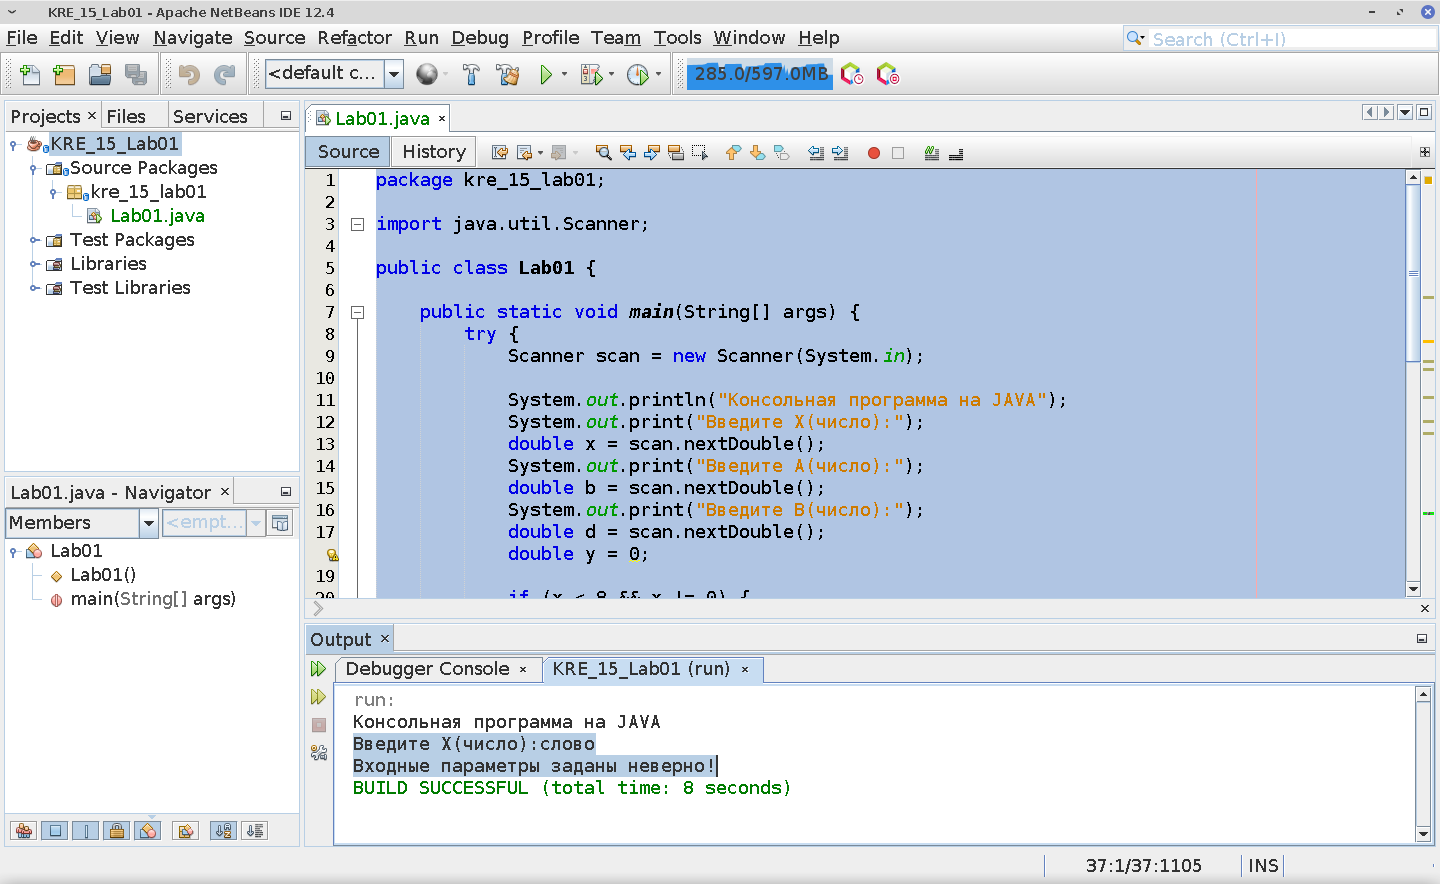 KRE_15_Lab01 - Apache NetBeans IDE 12.4
File Edit View Navigate Source Refactor Run Debug Profile Team Tools Window Help
Search (Ctrl+I)
<default c...
285.0/597.0MB
Projects × Files Services
KRE_15_Lab01
Source Packages
kre_15_lab01
Lab01.java
Test Packages
Libraries
Test Libraries
Lab01.java - Navigator ×
Members <empt...
Lab01
Lab01()
main(String[] args)
Lab01.java ×
Source History
1 package kre_15_lab01;
2
3 import java.util.Scanner;
4
5 public class Lab01 {
6
7 public static void main(String[] args) {
8 try {
9 Scanner scan = new Scanner(System.in);
10
11 System.out.println("Консольная программа на JAVA");
12 System.out.print("Введите X(число):");
13 double x = scan.nextDouble();
14 System.out.print("Введите A(число):");
15 double b = scan.nextDouble();
16 System.out.print("Введите B(число):");
17 double d = scan.nextDouble();
double y = 0;
19
20 if (x < 8 && x != 0) {
Output ×
Debugger Console × KRE_15_Lab01 (run) ×
run:
Консольная программа на JAVA
Введите X(число):слово
Входные параметры заданы неверно!
BUILD SUCCESSFUL (total time: 8 seconds)
37:1/37:1105 INS